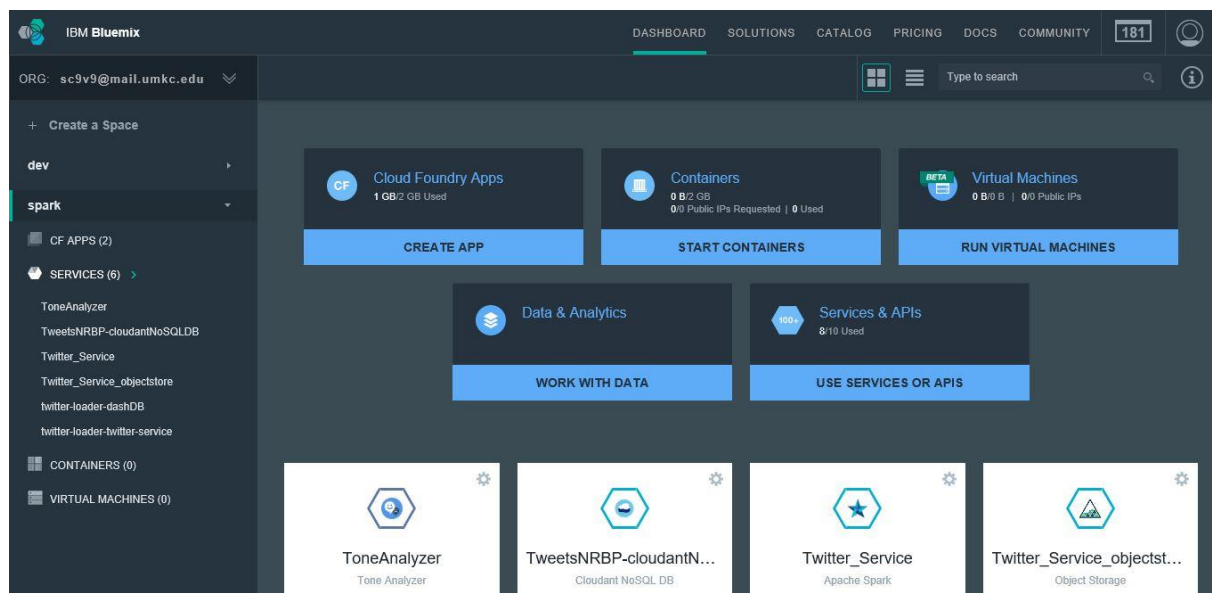 IBM Bluemix
DASHBOARD SOLUTIONS CATALOG PRICING DOCS COMMUNITY 181
ORG: sc9v9@mail.umkc.edu
Type to search
+ Create a Space
dev
spark
CF APPS (2)
SERVICES (6) >
ToneAnalyzer
TweetsNRBP-cloudantNoSQLDB
Twitter_Service
Twitter_Service_objectstore
twitter-loader-dashDB
twitter-loader-twitter-service
CONTAINERS (0)
VIRTUAL MACHINES (0)
CF
Cloud Foundry Apps
1 GB/2 GB Used
CREATE APP
Containers
0 B/2 GB
0/0 Public IPs Requested | 0 Used
START CONTAINERS
BETA
Virtual Machines
0 B/0 B | 0/0 Public IPs
RUN VIRTUAL MACHINES
Data & Analytics
WORK WITH DATA
100+
Services & APIs
8/10 Used
USE SERVICES OR APIS
ToneAnalyzer
Tone Analyzer
TweetsNRBP-cloudantN...
Cloudant NoSQL DB
Twitter_Service
Apache Spark
Twitter_Service_objectst...
Object Storage